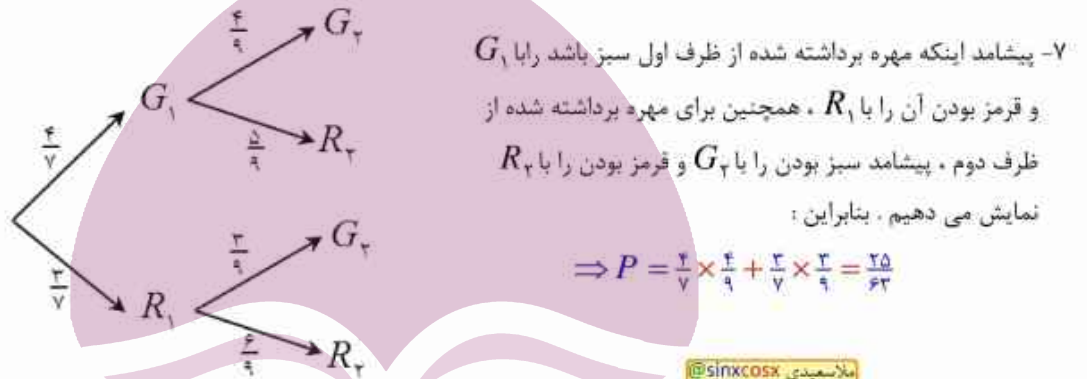 ۷- پیشامد اینکه مهره برداشته شده از ظرف اول سبز باشد رابا G۱
و قرمز بودن آن را با R۱ ، همچنین برای مهره برداشته شده از
ظرف دوم ، پیشامد سبز بودن را با G۲ و قرمز بودن را با R۲
نمایش می دهیم . بنابراین :
⇒ P = ۴/۷ × ۴/۹ + ۳/۷ × ۳/۹ = ۲۵/۶۳
۴/۷
G۱
۴/۹
G۲
۵/۹
R۲
۳/۷
R۱
۳/۹
G۲
۶/۹
R۲
ملاسعیدی @sinxcosx